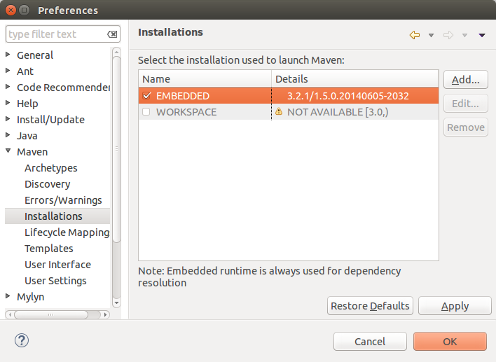 Preferences
type filter text
Installations
General
Ant
Code Recommender
Help
Install/Update
Java
Maven
Archetypes
Discovery
Errors/Warnings
Installations
Lifecycle Mapping
Templates
User Interface
User Settings
Mylyn
Select the installation used to launch Maven:
Name Details
EMBEDDED 3.2.1/1.5.0.20140605-2032
WORKSPACE NOT AVAILABLE [3.0,)
Add...
Edit...
Remove
Note: Embedded runtime is always used for dependency
resolution
Restore Defaults Apply
Cancel OK